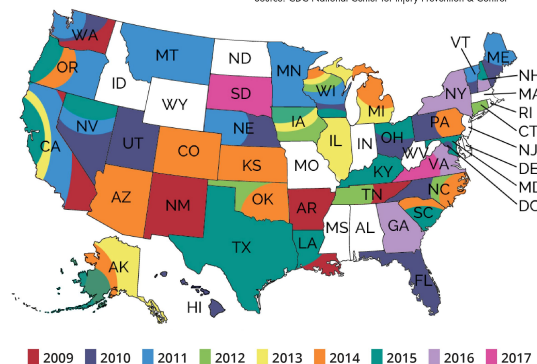 Source: CDC National Center for Injury Prevention & Control
WA
MT
ND
MN
VT
ME
OR
ID
SD
WI
MI
NY
NH
MA
WY
RI
NV
NE
IA
PA
CT
CA
UT
CO
IL
IN
OH
NJ
KS
MO
WV
VA
DE
KY
MD
AZ
NM
OK
AR
TN
NC
DC
SC
TX
LA
MS
AL
GA
AK
HI
FL
2009 2010 2011 2012 2013 2014 2015 2016 2017